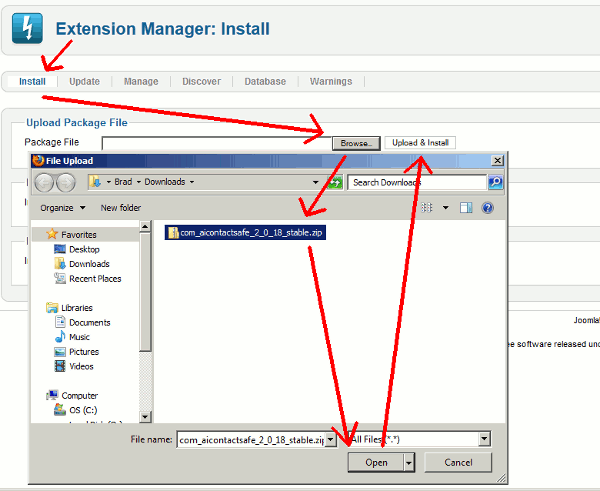 Extension Manager: Install
Install Update Manage Discover Database Warnings
Upload Package File
Package File Browse... Upload & Install
File Upload
Brad Downloads Search Downloads
Organize New folder
Favorites
com_aicontactsafe_2_0_18_stable.zip
Desktop
Downloads
Recent Places
Libraries
Documents
Joomla!
Music
ee software released und
Pictures
Videos
Computer
OS (C:)
File name: com_aicontactsafe_2_0_18_stable.zip All Files (*.*)
Open Cancel